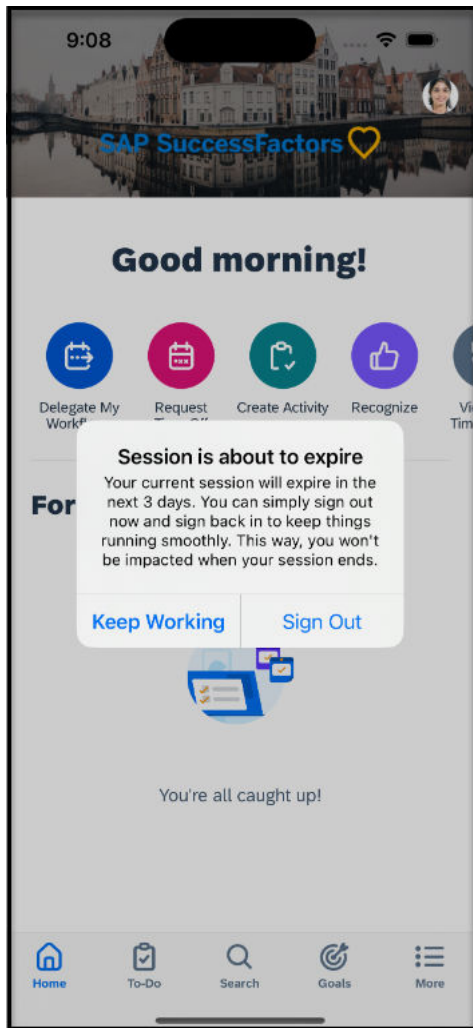 9:08
SAP SuccessFactors
Good morning!
Delegate My
Request
Create Activity
Recognize
Session is about to expire
Your current session will expire in the
next 3 days. You can simply sign out
now and sign back in to keep things
running smoothly. This way, you won't
be impacted when your session ends.
For
Keep Working
Sign Out
You're all caught up!
Home
To-Do
Search
Goals
More